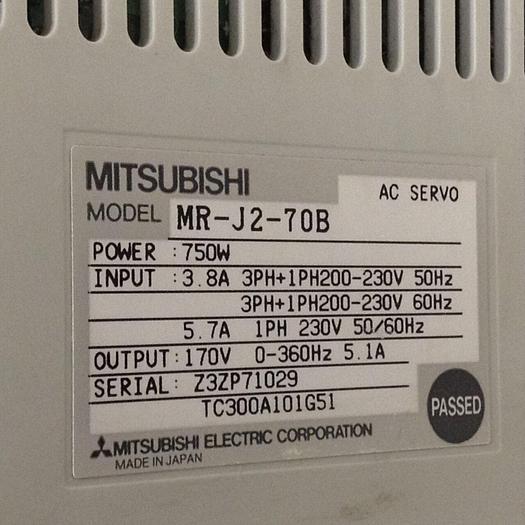 MITSUBISHI
AC SERVO
MODEL MR-J2-70B
POWER :750W
INPUT :3.8A 3PH+1PH200-230V 50Hz
3PH+1PH200-230V 60Hz
5.7A 1PH 230V 50/60Hz
OUTPUT:170V 0-360Hz 5.1A
SERIAL: Z3ZP71029
TC300A101G51
PASSED
MITSUBISHI ELECTRIC CORPORATION
MADE IN JAPAN